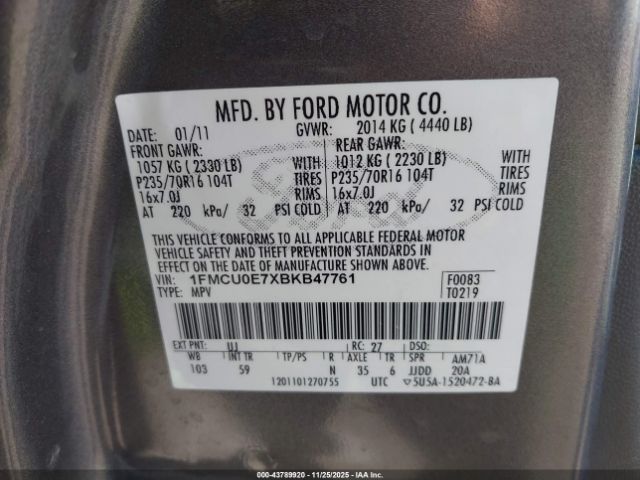 MFD. BY FORD MOTOR CO.
DATE: 01/11 GVWR: 2014 KG ( 4440 LB)
FRONT GAWR: REAR GAWR:
1057 KG ( 2330 LB) WITH 1012 KG ( 2230 LB) WITH
P235/70R16 104T TIRES P235/70R16 104T TIRES
16x7.0J RIMS 16x7.0J RIMS
AT 220 kPa/ 32 PSI COLD AT 220 kPa/ 32 PSI COLD
Ford
THIS VEHICLE CONFORMS TO ALL APPLICABLE FEDERAL MOTOR
VEHICLE SAFETY AND THEFT PREVENTION STANDARDS IN
EFFECT ON THE DATE OF MANUFACTURE SHOWN ABOVE.
VIN: 1FMCU0E7XBKB47761 F0083
TYPE: MPV T0219
EXT PNT: UJ RC: 27 DSO:
WB INT TR TP/PS R AXLE TR SPR AM71A
103 59 N 35 6 JJDD 20A
1201101270755 UTC ▽5U5A-1520472-BA
000-43789920 - 11/25/2025 - IAAI.CA